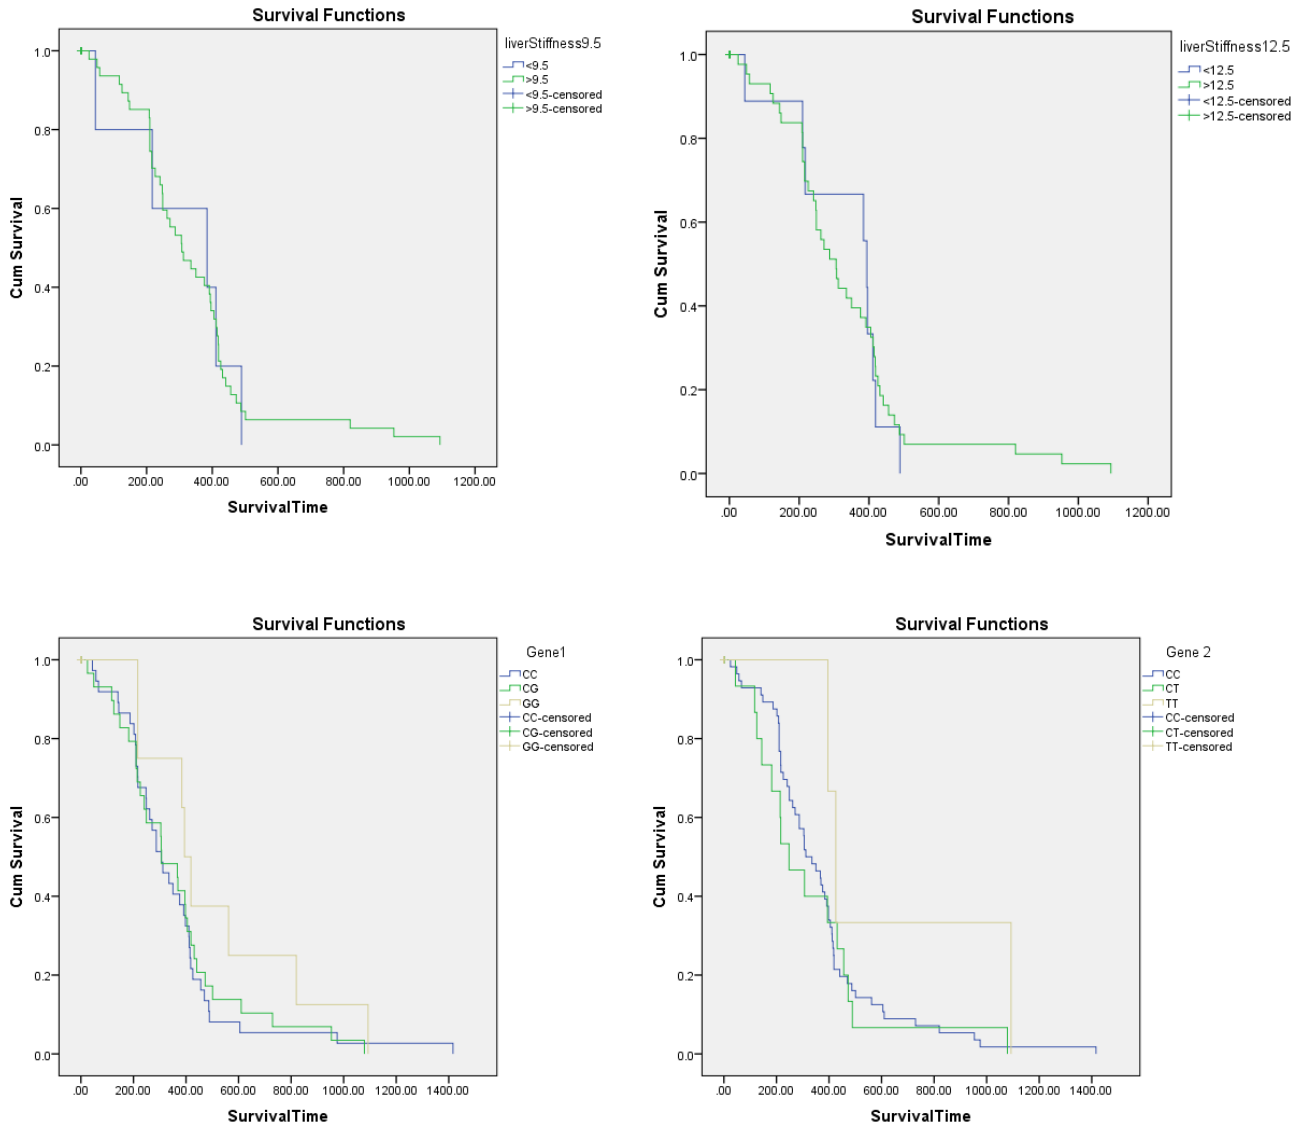 Survival Functions
liverStiffness9.5
<9.5
>9.5
<9.5-censored
>9.5-censored
1.0
0.8
0.6
0.4
0.2
0.0
Cum Survival
.00 200.00 400.00 600.00 800.00 1000.00 1200.00
SurvivalTime
Survival Functions
liverStiffness12.5
<12.5
>12.5
<12.5-censored
>12.5-censored
1.0
0.8
0.6
0.4
0.2
0.0
Cum Survival
.00 200.00 400.00 600.00 800.00 1000.00 1200.00
SurvivalTime
Survival Functions
Gene1
CC
CG
GG
CC-censored
CG-censored
GG-censored
1.0
0.8
0.6
0.4
0.2
0.0
Cum Survival
.00 200.00 400.00 600.00 800.00 1000.00 1200.00 1400.00
SurvivalTime
Survival Functions
Gene 2
CC
CT
TT
CC-censored
CT-censored
TT-censored
1.0
0.8
0.6
0.4
0.2
0.0
Cum Survival
.00 200.00 400.00 600.00 800.00 1000.00 1200.00 1400.00
SurvivalTime